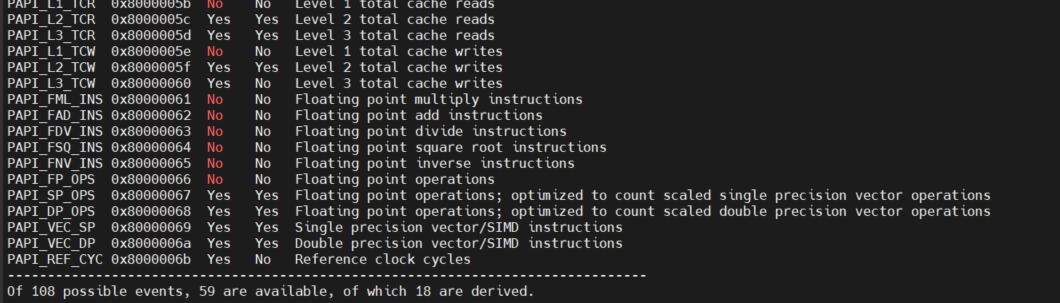 PAPI_L1_TCR 0x8000005b No No Level 1 total cache reads
PAPI_L2_TCR 0x8000005c Yes Yes Level 2 total cache reads
PAPI_L3_TCR 0x8000005d Yes Yes Level 3 total cache reads
PAPI_L1_TCW 0x8000005e No No Level 1 total cache writes
PAPI_L2_TCW 0x8000005f Yes Yes Level 2 total cache writes
PAPI_L3_TCW 0x80000060 Yes No Level 3 total cache writes
PAPI_FML_INS 0x80000061 No No Floating point multiply instructions
PAPI_FAD_INS 0x80000062 No No Floating point add instructions
PAPI_FDV_INS 0x80000063 No No Floating point divide instructions
PAPI_FSQ_INS 0x80000064 No No Floating point square root instructions
PAPI_FNV_INS 0x80000065 No No Floating point inverse instructions
PAPI_FP_OPS 0x80000066 No No Floating point operations
PAPI_SP_OPS 0x80000067 Yes Yes Floating point operations; optimized to count scaled single precision vector operations
PAPI_DP_OPS 0x80000068 Yes Yes Floating point operations; optimized to count scaled double precision vector operations
PAPI_VEC_SP 0x80000069 Yes Yes Single precision vector/SIMD instructions
PAPI_VEC_DP 0x8000006a Yes Yes Double precision vector/SIMD instructions
PAPI_REF_CYC 0x8000006b Yes No Reference clock cycles
--------------------------------------------------------------------------------
Of 108 possible events, 59 are available, of which 18 are derived.